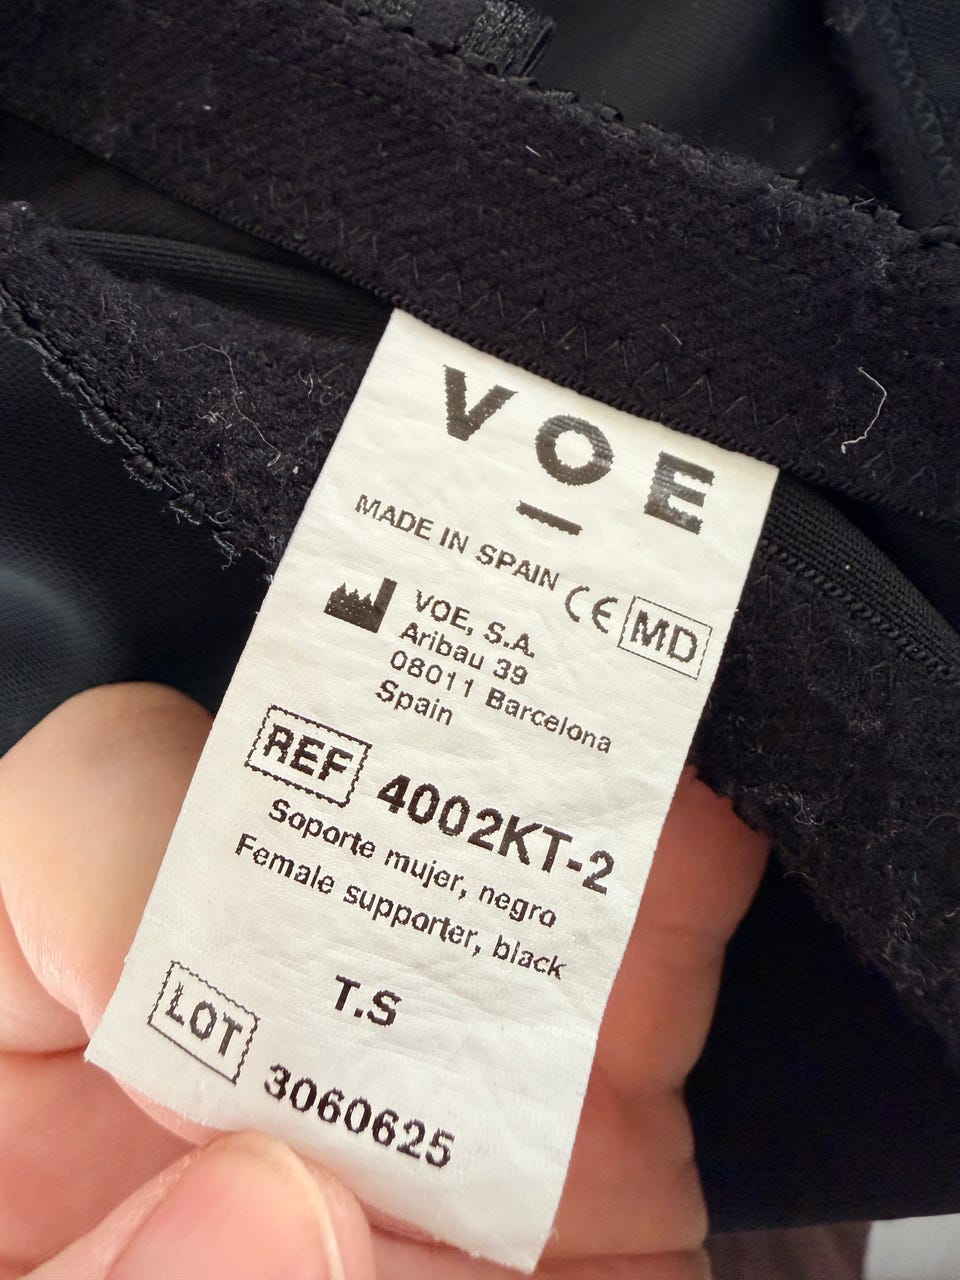 VOE
MADE IN SPAIN CE MD
VOE, S.A.
Aribau 39
08011 Barcelona
Spain
REF 4002KT-2
Soporte mujer, negro
Female supporter, black
T.S
LOT 3060625